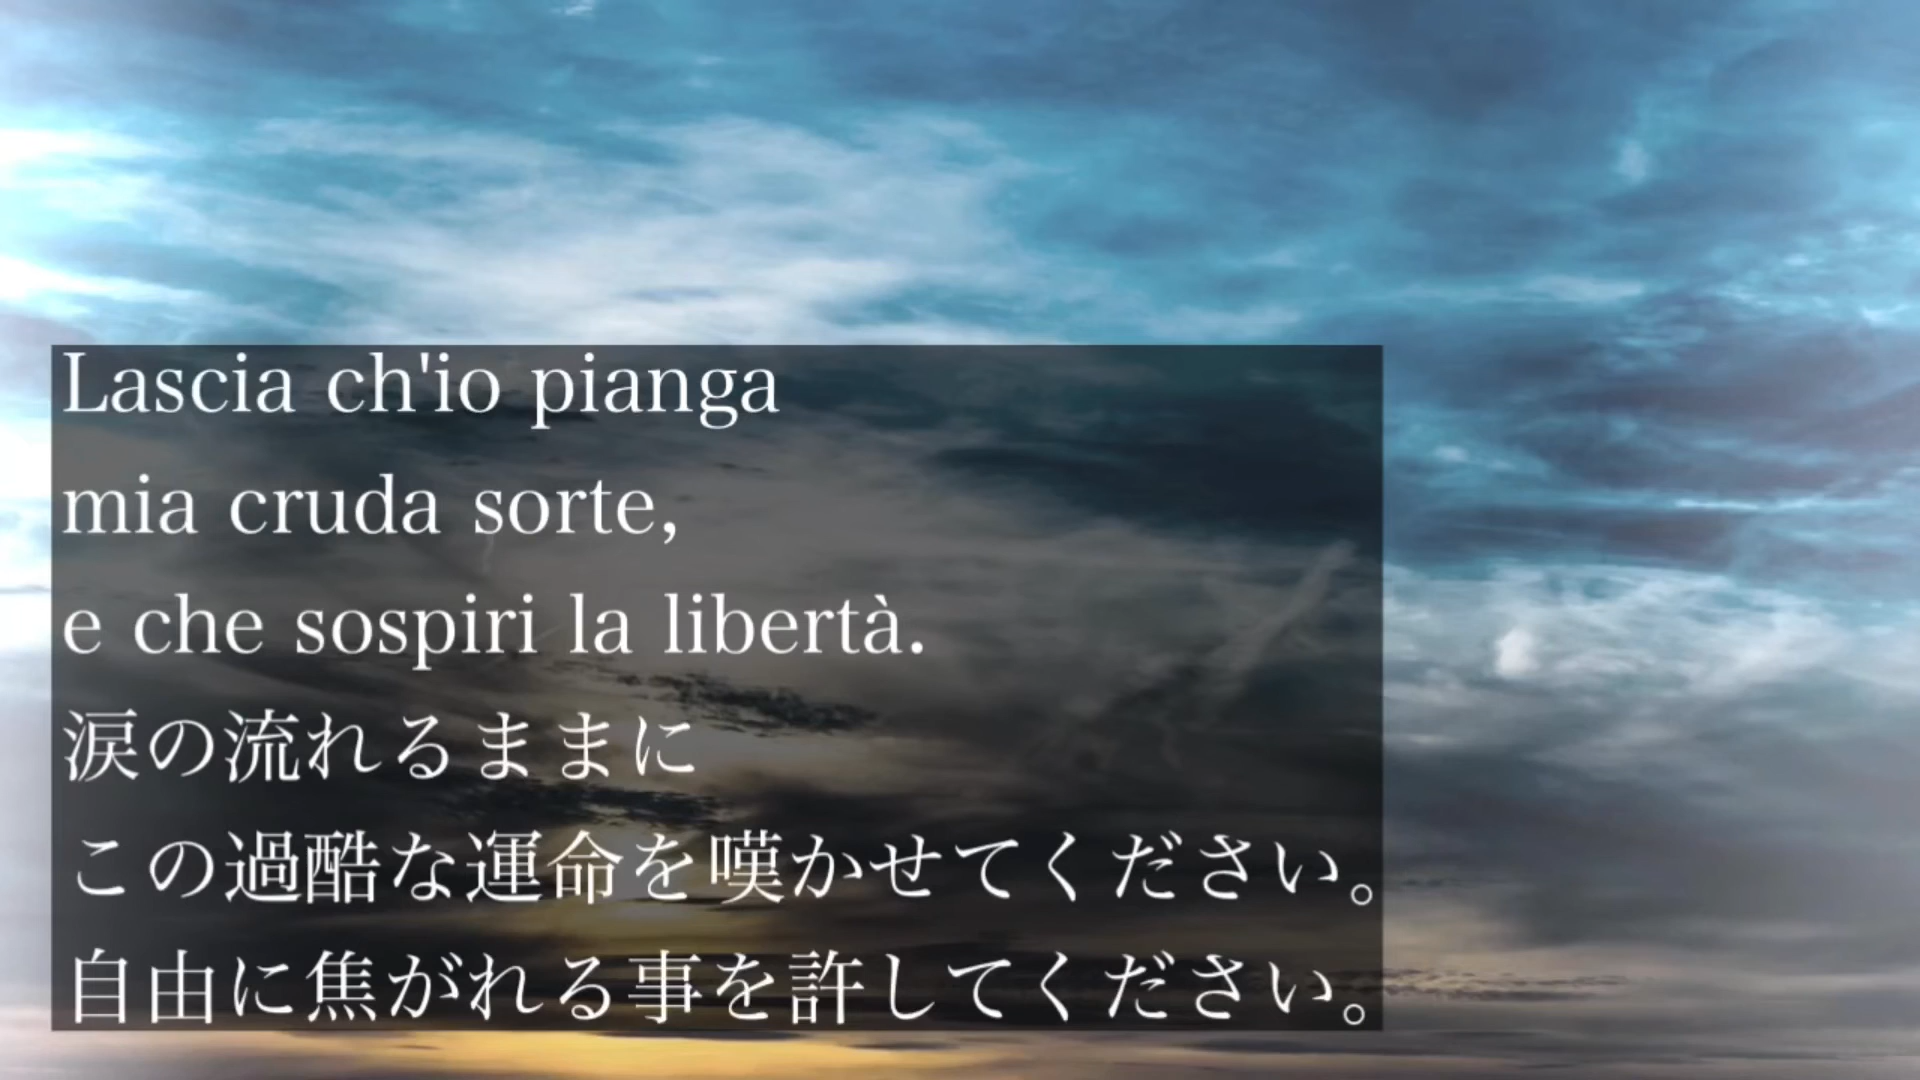 Lascia ch'io pianga
mia cruda sorte,
e che sospiri la libertà.
涙の流れるままに
この過酷な運命を嘆かせてください。
自由に焦がれる事を許してください。